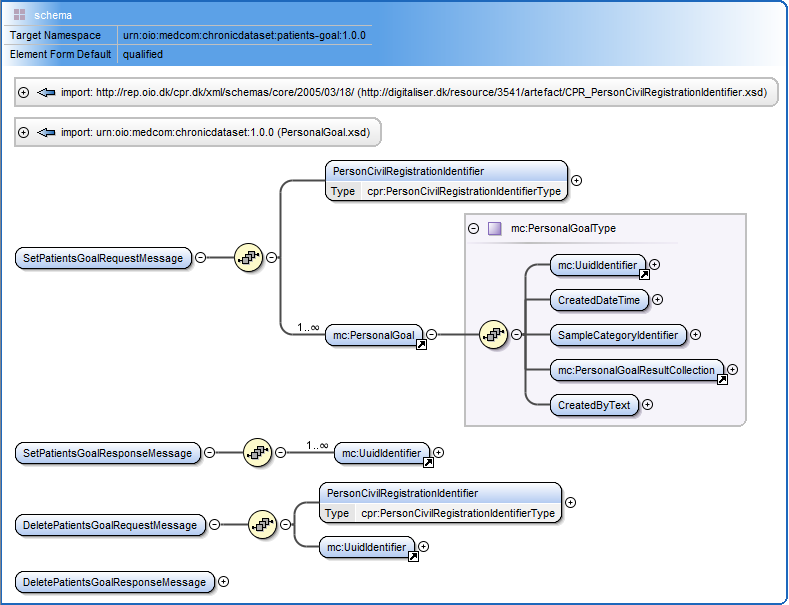 schema
Target Namespace urn:oio:medcom:chronicdataset:patients-goal:1.0.0
Element Form Default qualified
import: http://rep.oio.dk/cpr.dk/xml/schemas/core/2005/03/18/ (http://digitaliser.dk/resource/3541/artefact/CPR_PersonCivilRegistrationIdentifier.xsd)
import: urn:oio:medcom:chronicdataset:1.0.0 (PersonalGoal.xsd)
PersonCivilRegistrationIdentifier
Type cpr:PersonCivilRegistrationIdentifierType
mc:PersonalGoalType
SetPatientsGoalRequestMessage
mc:UuidIdentifier
CreatedDateTime
1..∞
mc:PersonalGoal
SampleCategoryIdentifier
mc:PersonalGoalResultCollection
CreatedByText
SetPatientsGoalResponseMessage
1..∞
mc:UuidIdentifier
PersonCivilRegistrationIdentifier
Type cpr:PersonCivilRegistrationIdentifierType
DeletePatientsGoalRequestMessage
mc:UuidIdentifier
DeletePatientsGoalResponseMessage